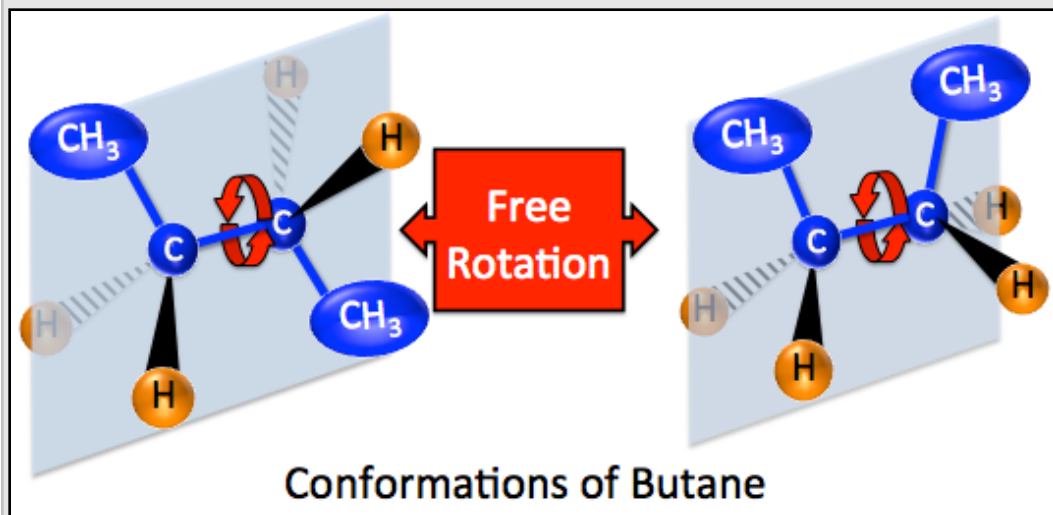 H
CH₃
H
C
C
H
CH₃
H
Free
Rotation
CH₃
CH₃
C
C
H
H
H
H
Conformations of Butane